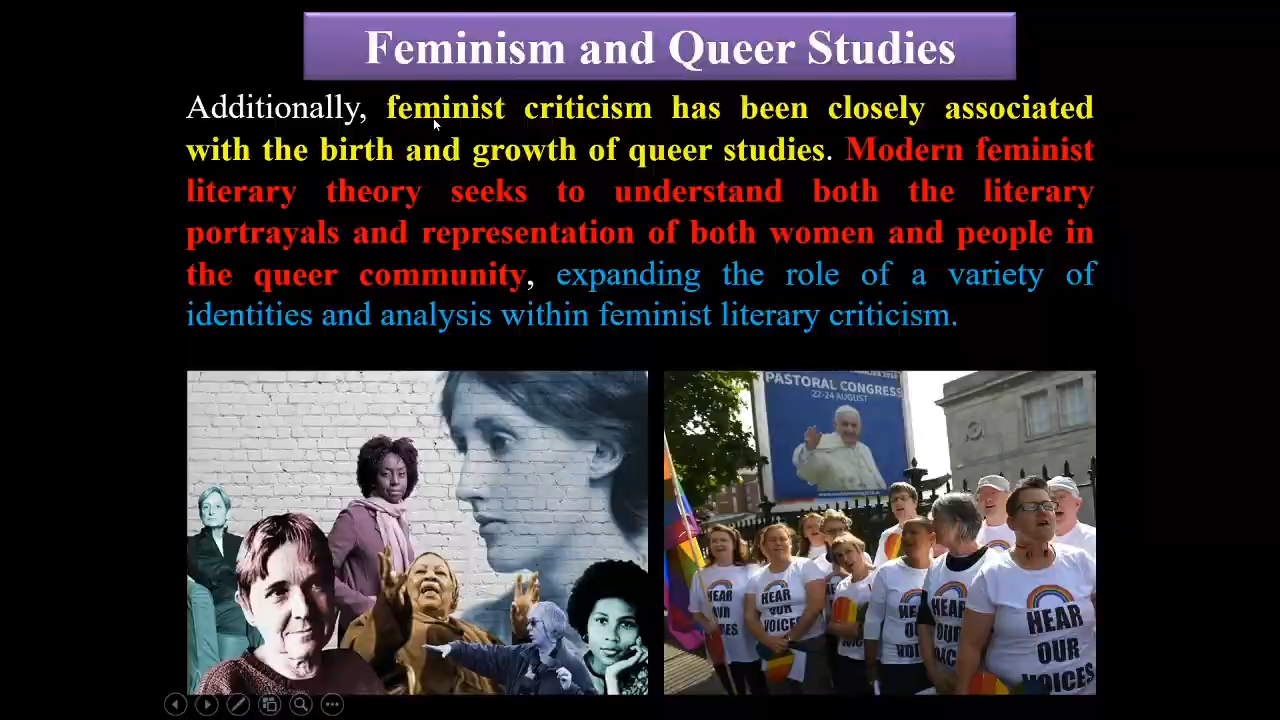 Feminism and Queer Studies
Additionally, feminist criticism has been closely associated
with the birth and growth of queer studies. Modern feminist
literary theory seeks to understand both the literary
portrayals and representation of both women and people in
the queer community, expanding the role of a variety of
identities and analysis within feminist literary criticism.
PASTORAL CONGRESS
22-24 AUGUST
HEAR
OUR
VOICES
HEAR
OUR
VOICES
HEAR
OUR
HEAR
OUR
VOICES